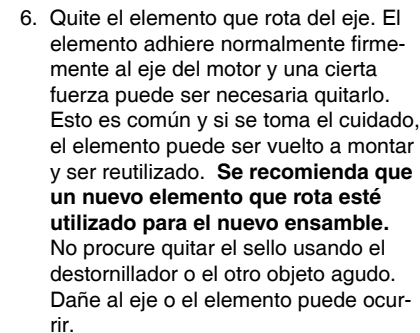 6. Quite el elemento que rota del eje. El
elemento adhiere normalmente firme-
mente al eje del motor y una cierta
fuerza puede ser necesaria quitarlo.
Esto es común y si se toma el cuidado,
el elemento puede ser vuelto a montar
y ser reutilizado. Se recomienda que
un nuevo elemento que rota esté
utilizado para el nuevo ensamble.
No procure quitar el sello usando el
destornillador o el otro objeto agudo.
Dañe al eje o el elemento puede ocur-
rir.